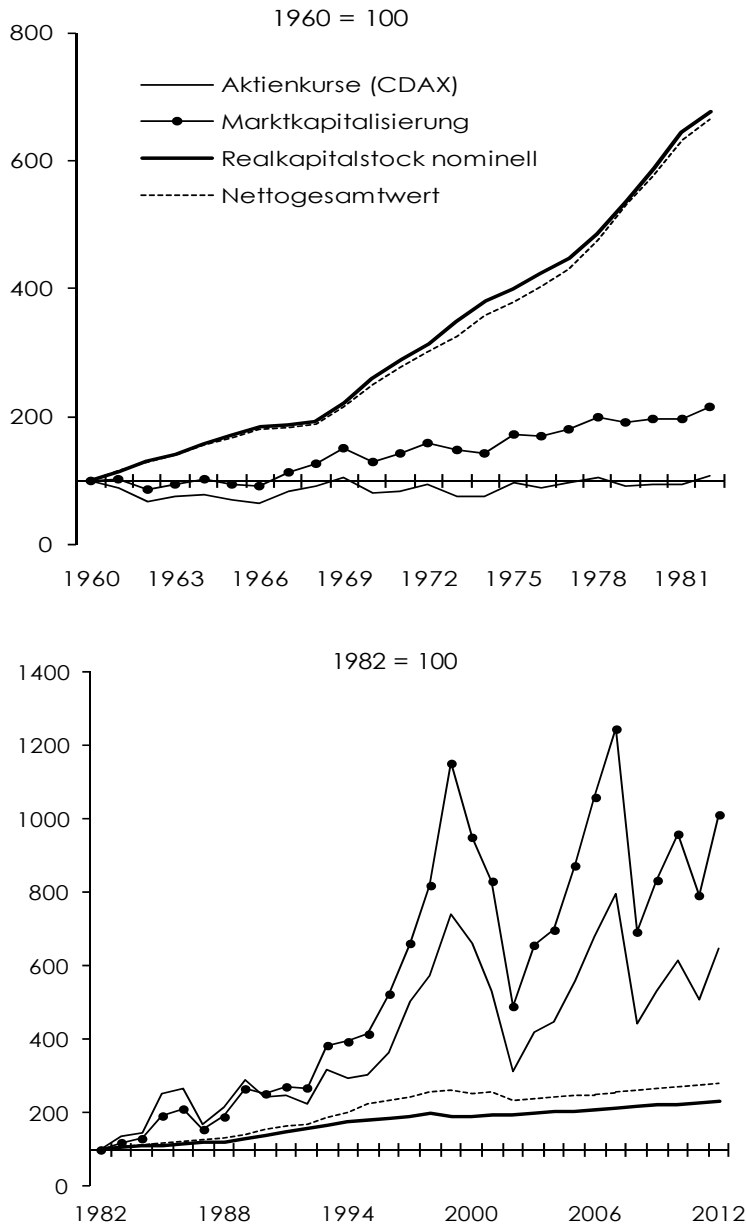 1960 = 100
800
Aktienkurse (CDAX)
Marktkapitalisierung
600
Realkapitalstock nominell
Nettogesamtwert
400
200
0
1960 1963 1966 1969 1972 1975 1978 1981
1982 = 100
1400
1200
1000
800
600
400
200
0
1982 1988 1994 2000 2006 2012